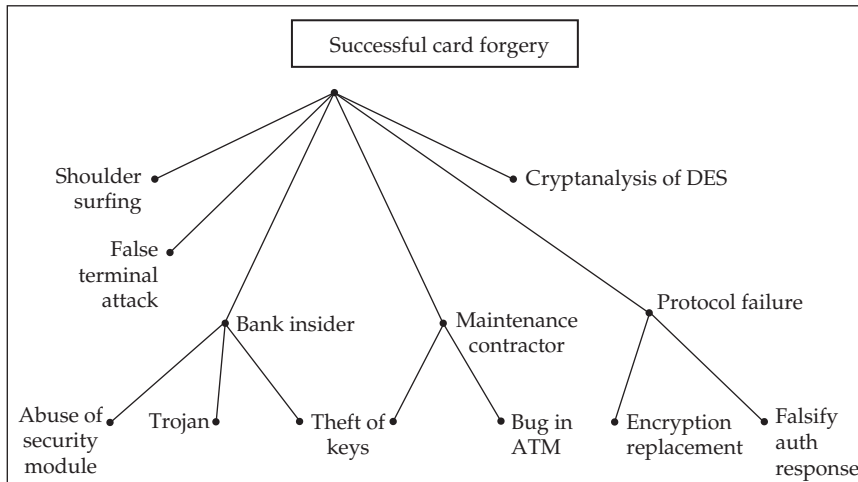 Successful card forgery
Shoulder
surfing
Cryptanalysis of DES
False
terminal
attack
Bank insider
Maintenance
contractor
Protocol failure
Abuse of
security
module
Trojan
Theft of
keys
Bug in
ATM
Encryption
replacement
Falsify
auth
response